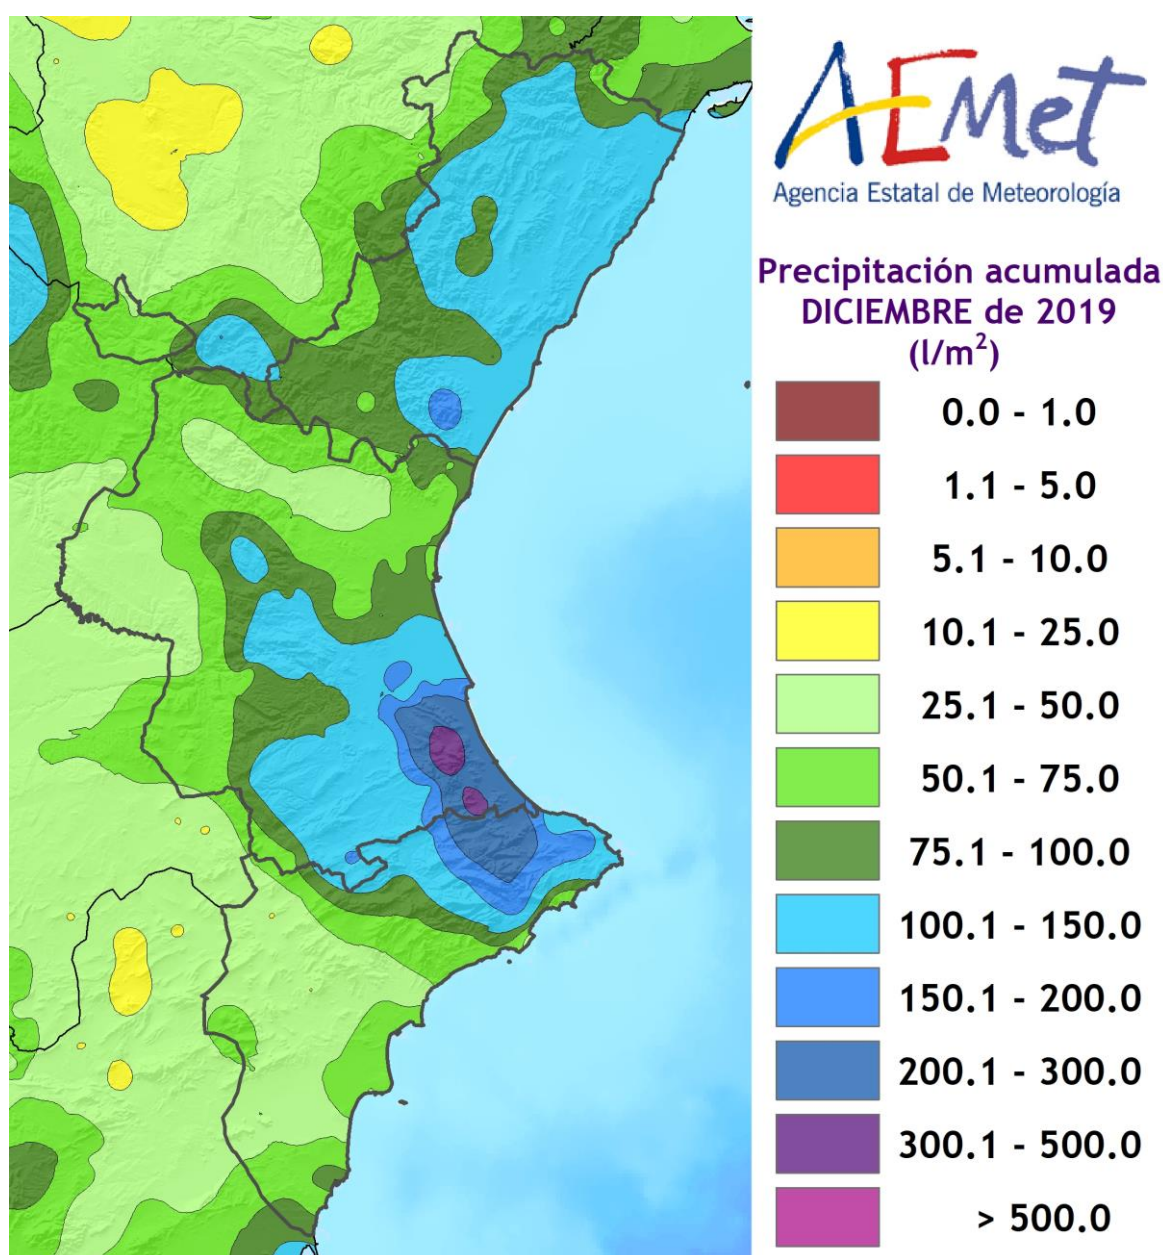 AEMet
Agencia Estatal de Meteorología
Precipitación acumulada
DICIEMBRE de 2019
(l/m²)
0.0 - 1.0
1.1 - 5.0
5.1 - 10.0
10.1 - 25.0
25.1 - 50.0
50.1 - 75.0
75.1 - 100.0
100.1 - 150.0
150.1 - 200.0
200.1 - 300.0
300.1 - 500.0
> 500.0